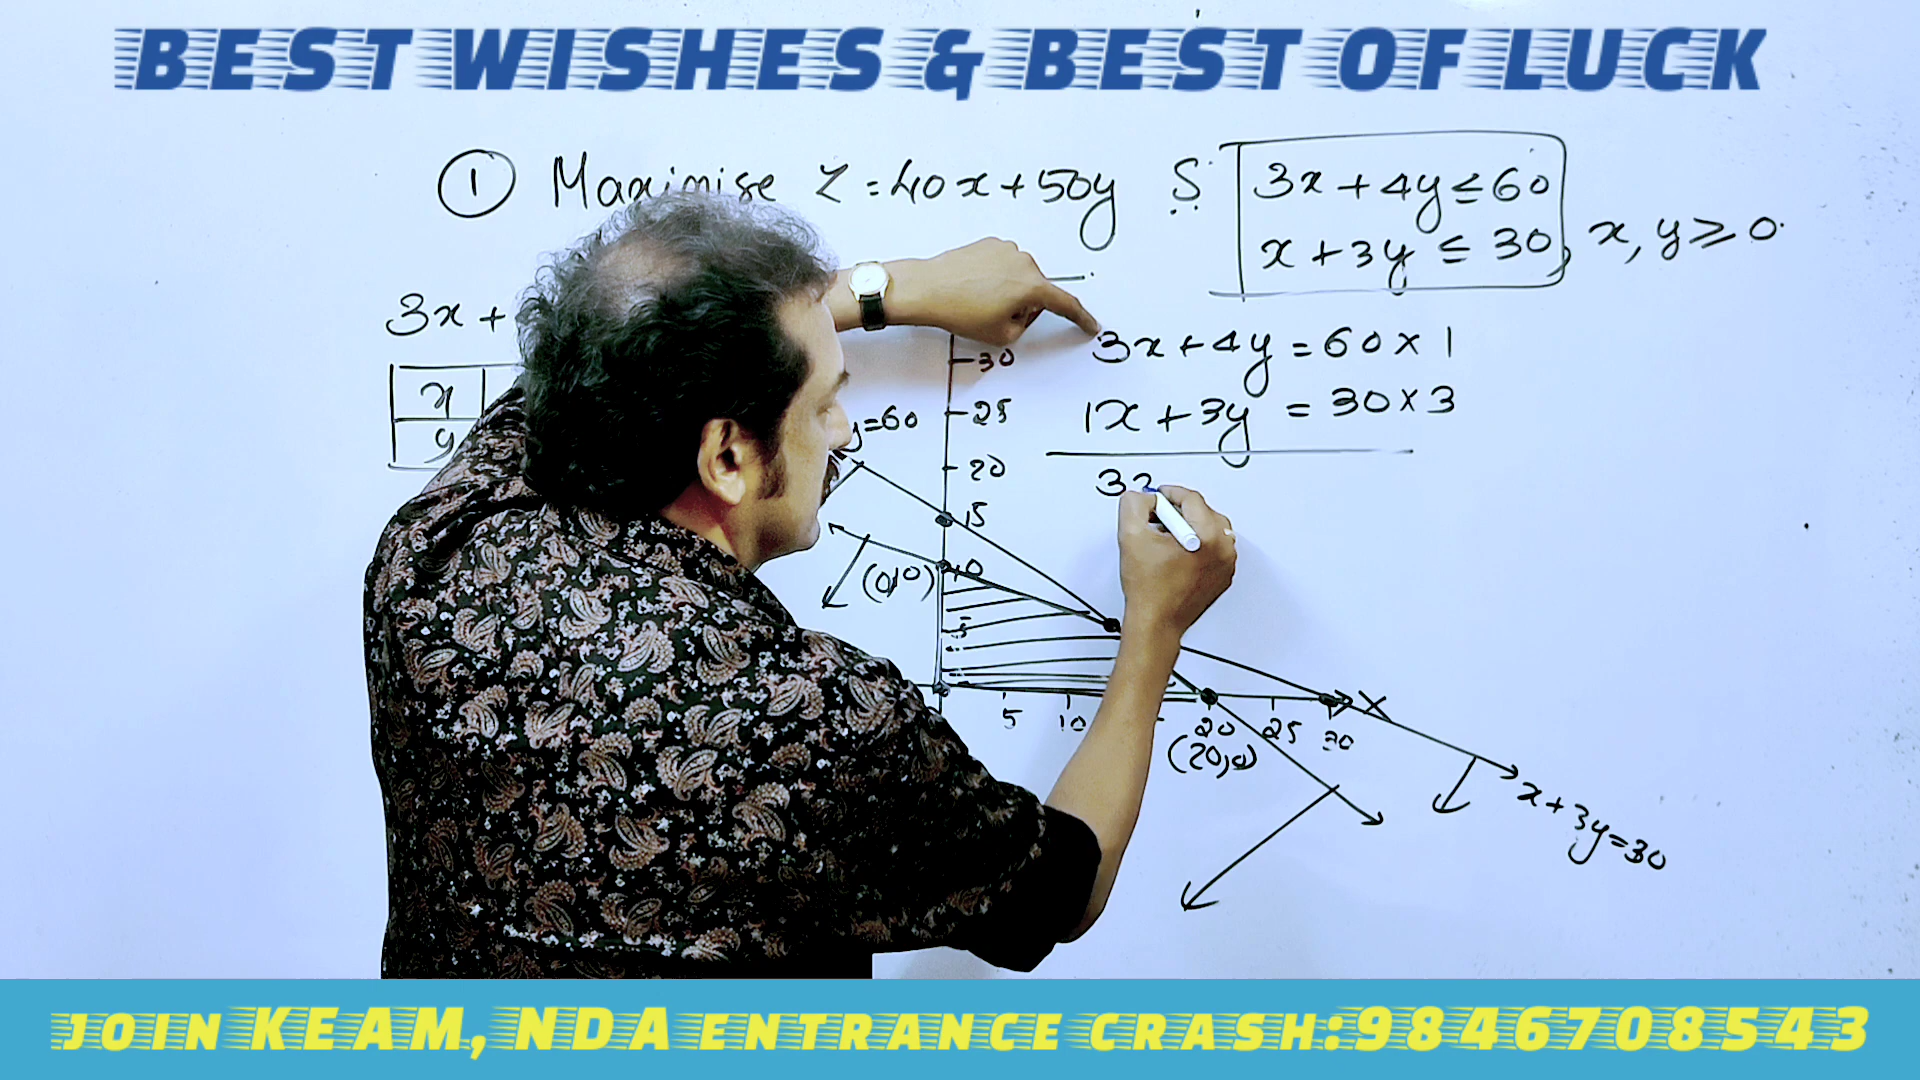 BEST WISHES & BEST OF LUCK
① Maximise Z = 40x + 50y S. 3x + 4y ≤ 60
x + 3y ≤ 30, x, y ≥ 0.
3x +
x
y
3x + 4y = 60 × 1
1x + 3y = 30 × 3
3
y=60
30
25
20
15
10
(0,10)
5
5 10 20 25 30 X
(20,0)
x + 3y = 30
JOIN KEAM, NDA ENTRANCE CRASH:9846708543